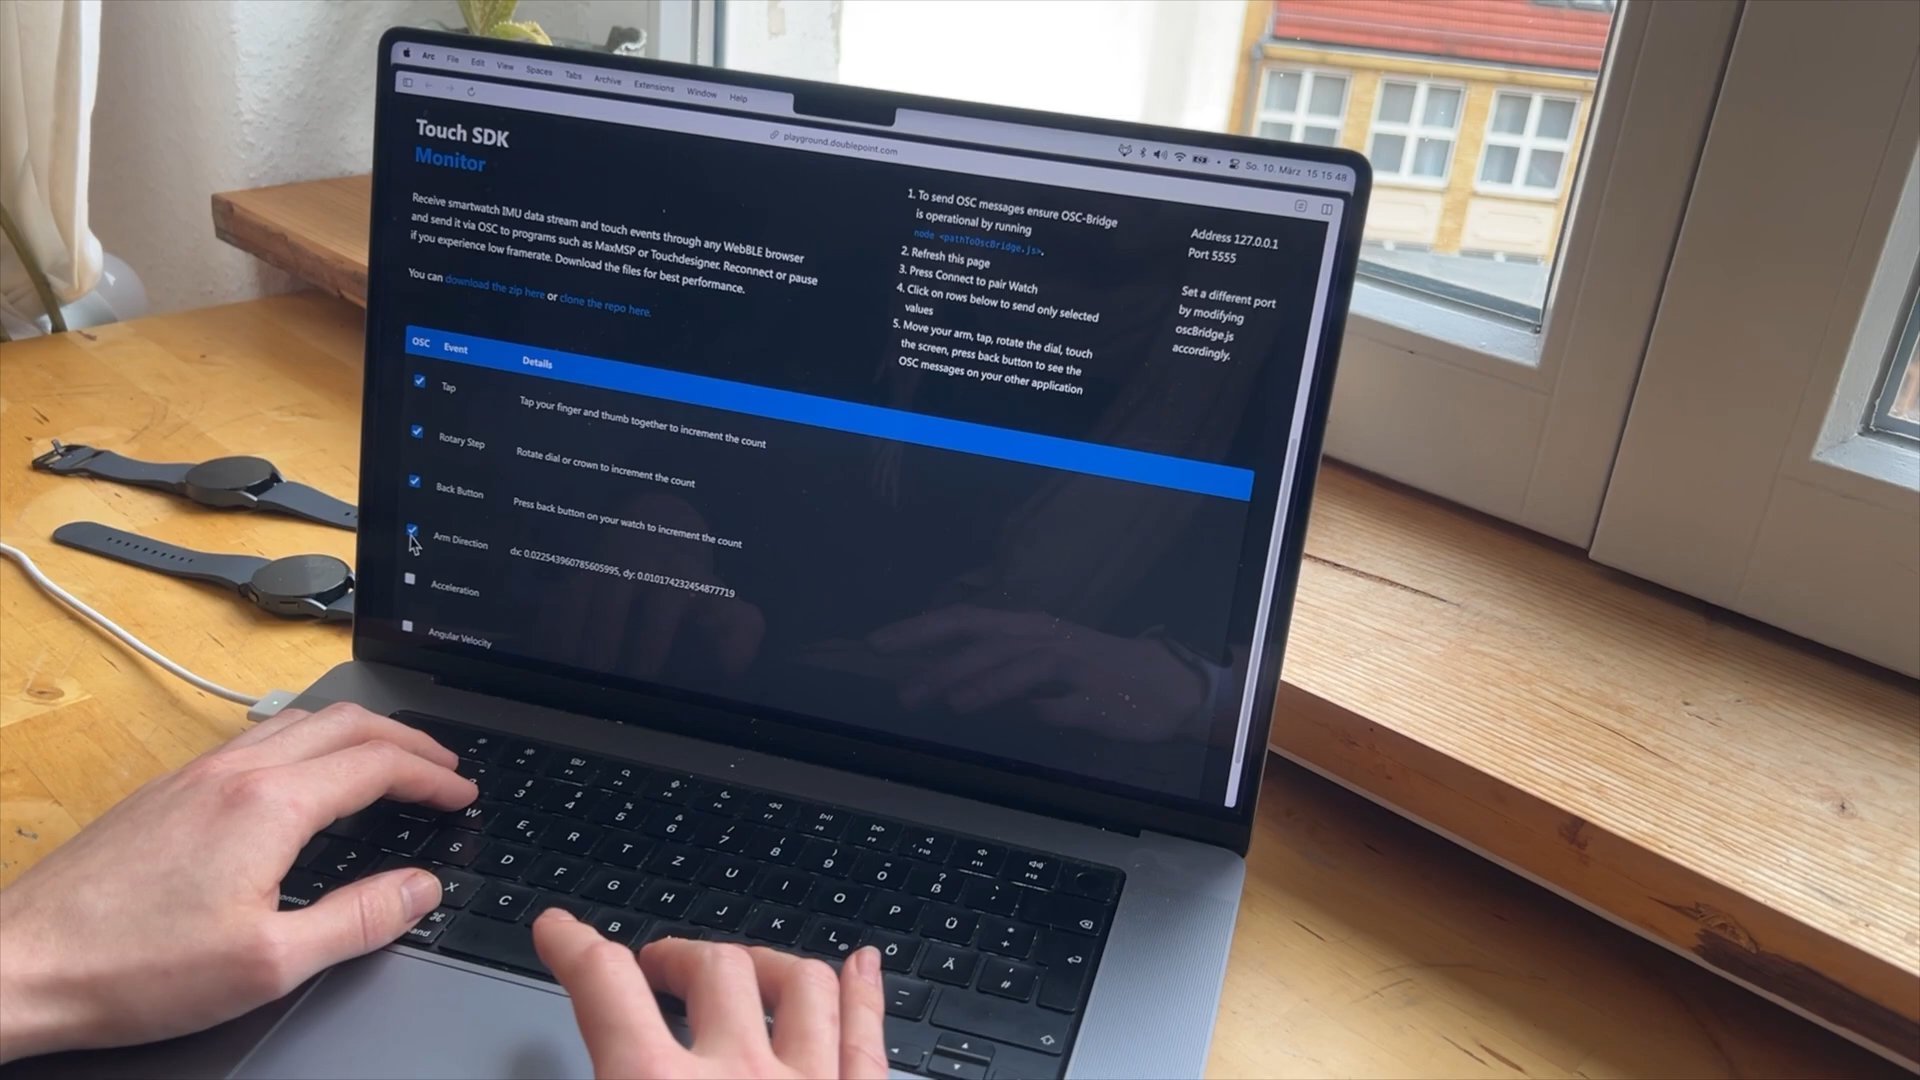 Arc File Edit View Spaces Tabs Archive Extensions Window Help
So. 10. März 15 15 48
playground.doublepoint.com
Touch SDK
Monitor
Receive smartwatch IMU data stream and touch events through any WebBLE browser
and send it via OSC to programs such as MaxMSP or Touchdesigner. Reconnect or pause
if you experience low framerate. Download the files for best performance.
You can download the zip here or clone the repo here.
1. To send OSC messages ensure OSC-Bridge
is operational by running
node <pathToOscBridge.js>.
2. Refresh this page
3. Press Connect to pair Watch
4. Click on rows below to send only selected
values
5. Move your arm, tap, rotate the dial, touch
the screen, press back button to see the
OSC messages on your other application
Address 127.0.0.1
Port 5555
Set a different port
by modifying
oscBridge.js
accordingly.
OSC Event Details
Tap Tap your finger and thumb together to increment the count
Rotary Step Rotate dial or crown to increment the count
Back Button Press back button on your watch to increment the count
Arm Direction dx: 0.022543960785605995, dy: 0.010174232454877719
Acceleration
Angular Velocity
3 4 5 6 7 8 9 0 ß
W E R T Z U I O P Ü
A S D F G H J K L Ö Ä
X C B